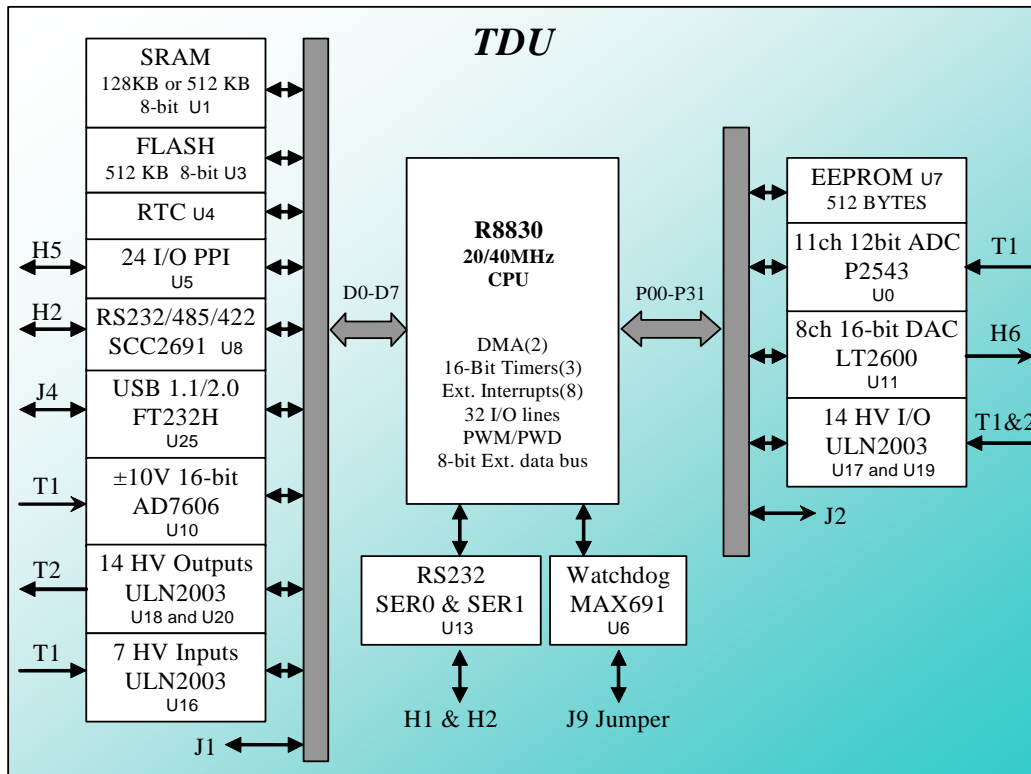 TDU
SRAM
128KB or 512 KB
8-bit U1
FLASH
512 KB 8-bit U3
RTC U4
H5
24 I/O PPI
U5
H2
RS232/485/422
SCC2691 U8
J4
USB 1.1/2.0
FT232H
U25
T1
±10V 16-bit
AD7606
U10
T2
14 HV Outputs
ULN2003
U18 and U20
T1
7 HV Inputs
ULN2003
U16
J1
D0-D7
R8830
20/40MHz
CPU
DMA(2)
16-Bit Timers(3)
Ext. Interrupts(8)
32 I/O lines
PWM/PWD
8-bit Ext. data bus
RS232
SER0 & SER1
U13
H1 & H2
Watchdog
MAX691
U6
J9 Jumper
P00-P31
EEPROM U7
512 BYTES
11ch 12bit ADC
P2543
U0
T1
8ch 16-bit DAC
LT2600
U11
H6
14 HV I/O
ULN2003
U17 and U19
T1&2
J2